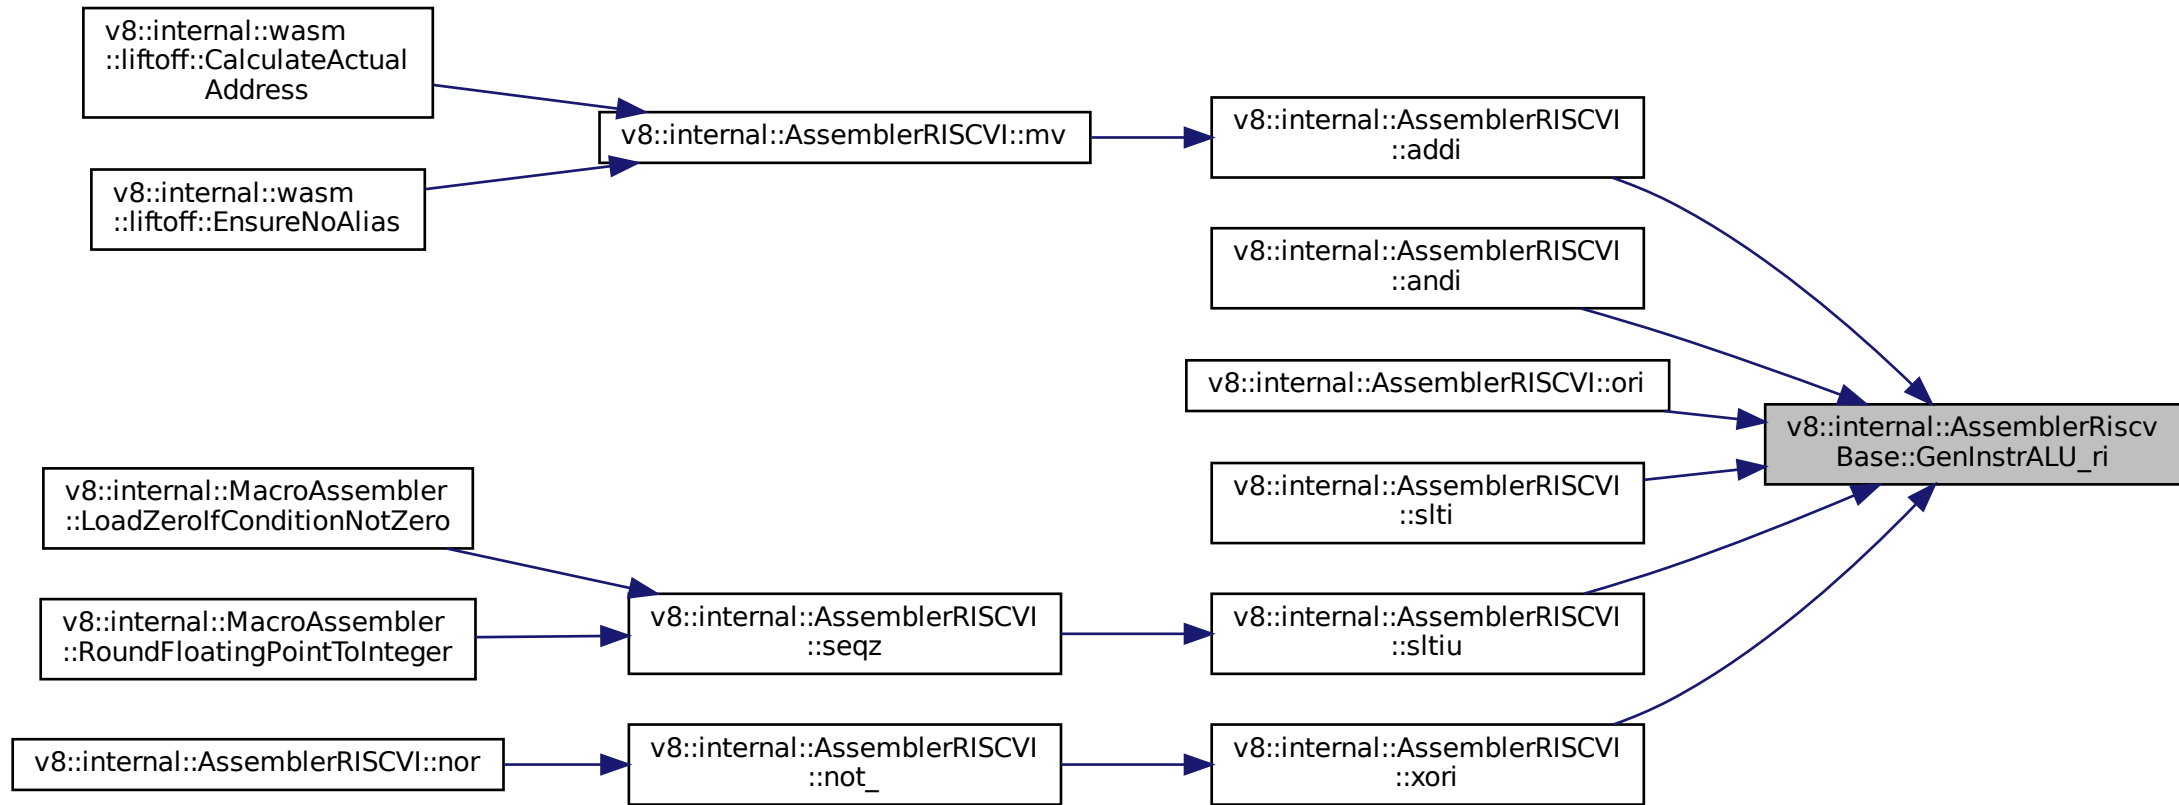 v8::internal::wasm
::liftoff::CalculateActual
Address
v8::internal::wasm
::liftoff::EnsureNoAlias
v8::internal::AssemblerRISCVI::mv
v8::internal::AssemblerRISCVI
::addi
v8::internal::AssemblerRISCVI
::andi
v8::internal::AssemblerRISCVI::ori
v8::internal::AssemblerRiscv
Base::GenInstrALU_ri
v8::internal::AssemblerRISCVI
::slti
v8::internal::MacroAssembler
::LoadZeroIfConditionNotZero
v8::internal::MacroAssembler
::RoundFloatingPointToInteger
v8::internal::AssemblerRISCVI
::seqz
v8::internal::AssemblerRISCVI
::sltiu
v8::internal::AssemblerRISCVI::nor
v8::internal::AssemblerRISCVI
::not_
v8::internal::AssemblerRISCVI
::xori